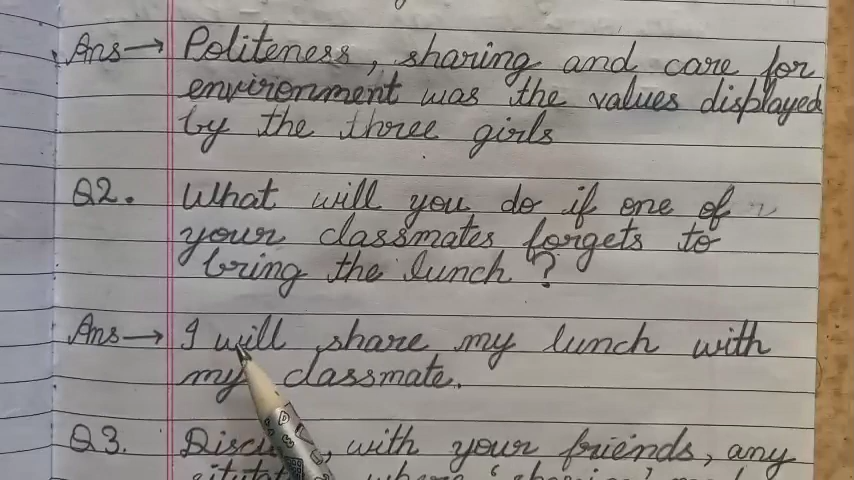 Ans → Politeness, sharing and care for
environment was the values displayed
by the three girls
Q2. What will you do if one of
your classmates forgets to
bring the lunch ?
Ans → I will share my lunch with
my classmate.
Q3. with your friends, any